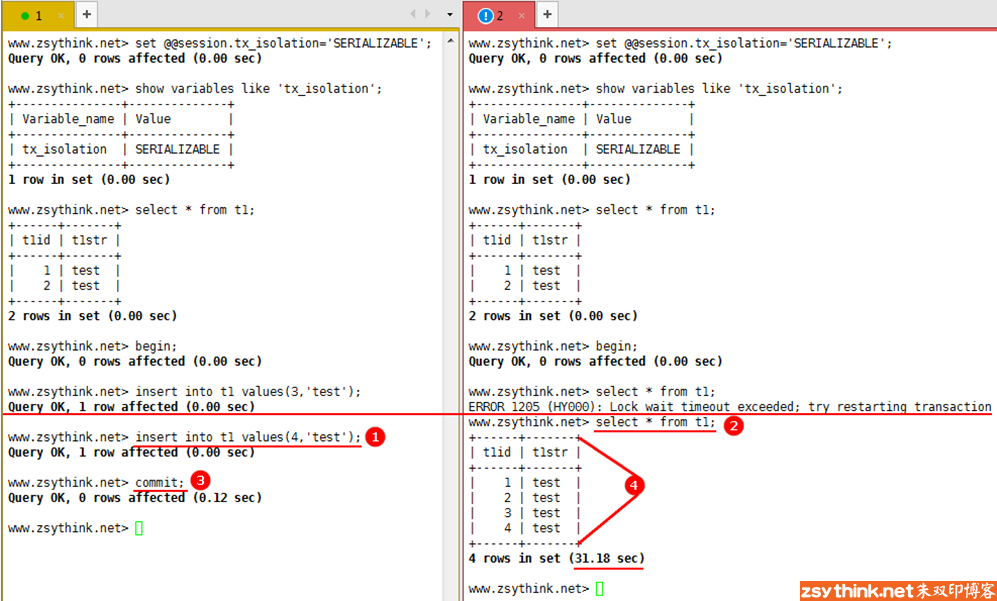 1 × +
www.zsythink.net> set @@session.tx_isolation='SERIALIZABLE';
Query OK, 0 rows affected (0.00 sec)
www.zsythink.net> show variables like 'tx_isolation';
+---------------+--------------+
| Variable_name | Value        |
+---------------+--------------+
| tx_isolation  | SERIALIZABLE |
+---------------+--------------+
1 row in set (0.00 sec)
www.zsythink.net> select * from t1;
+------+-------+
| t1id | t1str |
+------+-------+
|    1 | test  |
|    2 | test  |
+------+-------+
2 rows in set (0.00 sec)
www.zsythink.net> begin;
Query OK, 0 rows affected (0.00 sec)
www.zsythink.net> insert into t1 values(3,'test');
Query OK, 1 row affected (0.00 sec)
www.zsythink.net> insert into t1 values(4,'test'); 1
Query OK, 1 row affected (0.00 sec)
www.zsythink.net> commit; 3
Query OK, 0 rows affected (0.12 sec)
www.zsythink.net>
! 2 × +
www.zsythink.net> set @@session.tx_isolation='SERIALIZABLE';
Query OK, 0 rows affected (0.00 sec)
www.zsythink.net> show variables like 'tx_isolation';
+---------------+--------------+
| Variable_name | Value        |
+---------------+--------------+
| tx_isolation  | SERIALIZABLE |
+---------------+--------------+
1 row in set (0.00 sec)
www.zsythink.net> select * from t1;
+------+-------+
| t1id | t1str |
+------+-------+
|    1 | test  |
|    2 | test  |
+------+-------+
2 rows in set (0.00 sec)
www.zsythink.net> begin;
Query OK, 0 rows affected (0.00 sec)
www.zsythink.net> select * from t1;
ERROR 1205 (HY000): Lock wait timeout exceeded; try restarting transaction
www.zsythink.net> select * from t1; 2
+------+-------+
| t1id | t1str |
+------+-------+
|    1 | test  |
|    2 | test  | 4
|    3 | test  |
|    4 | test  |
+------+-------+
4 rows in set (31.18 sec)
www.zsythink.net>
zsythink.net朱双印博客